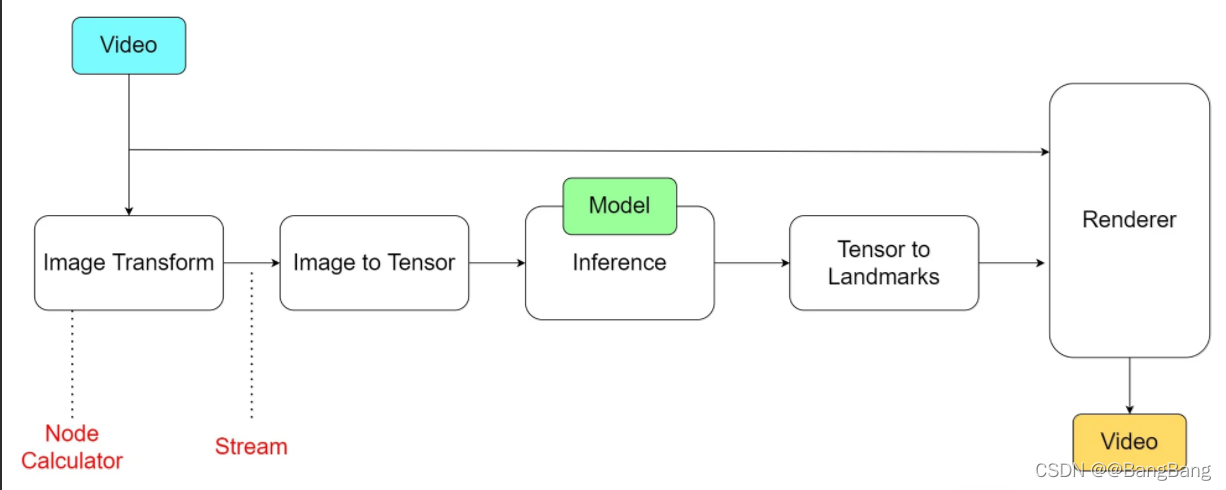 Video
Image Transform
Image to Tensor
Model
Inference
Tensor to
Landmarks
Renderer
Node
Calculator
Stream
Video
CSDN @@BangBang